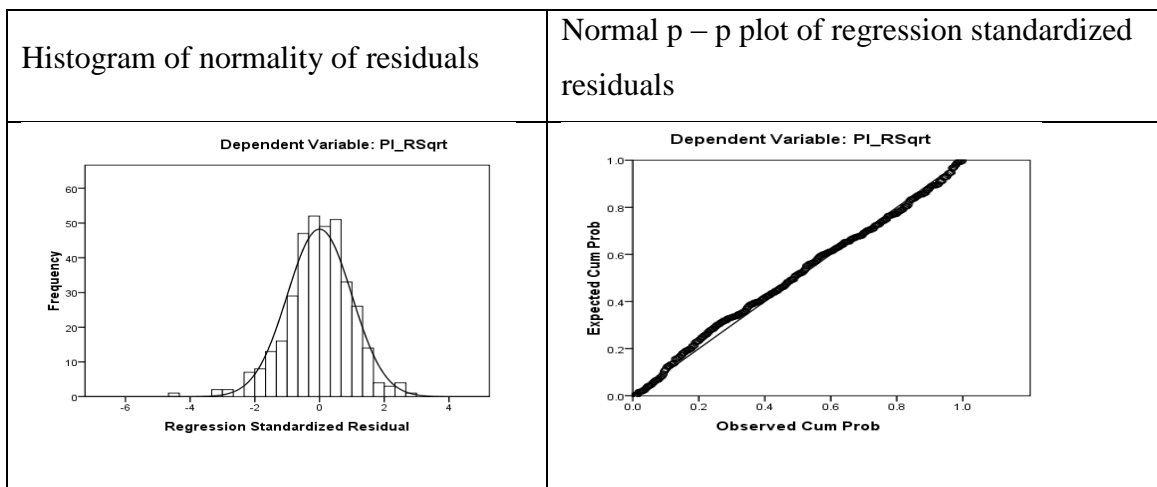 Histogram of normality of residuals
Normal p – p plot of regression standardized
residuals
Dependent Variable: PI_RSqrt
Frequency
60
50
40
30
20
10
0
-6
-4
-2
0
2
4
Regression Standardized Residual
Dependent Variable: PI_RSqrt
Expected Cum Prob
1.0
0.8
0.6
0.4
0.2
0.0
0.0
0.2
0.4
0.6
0.8
1.0
Observed Cum Prob